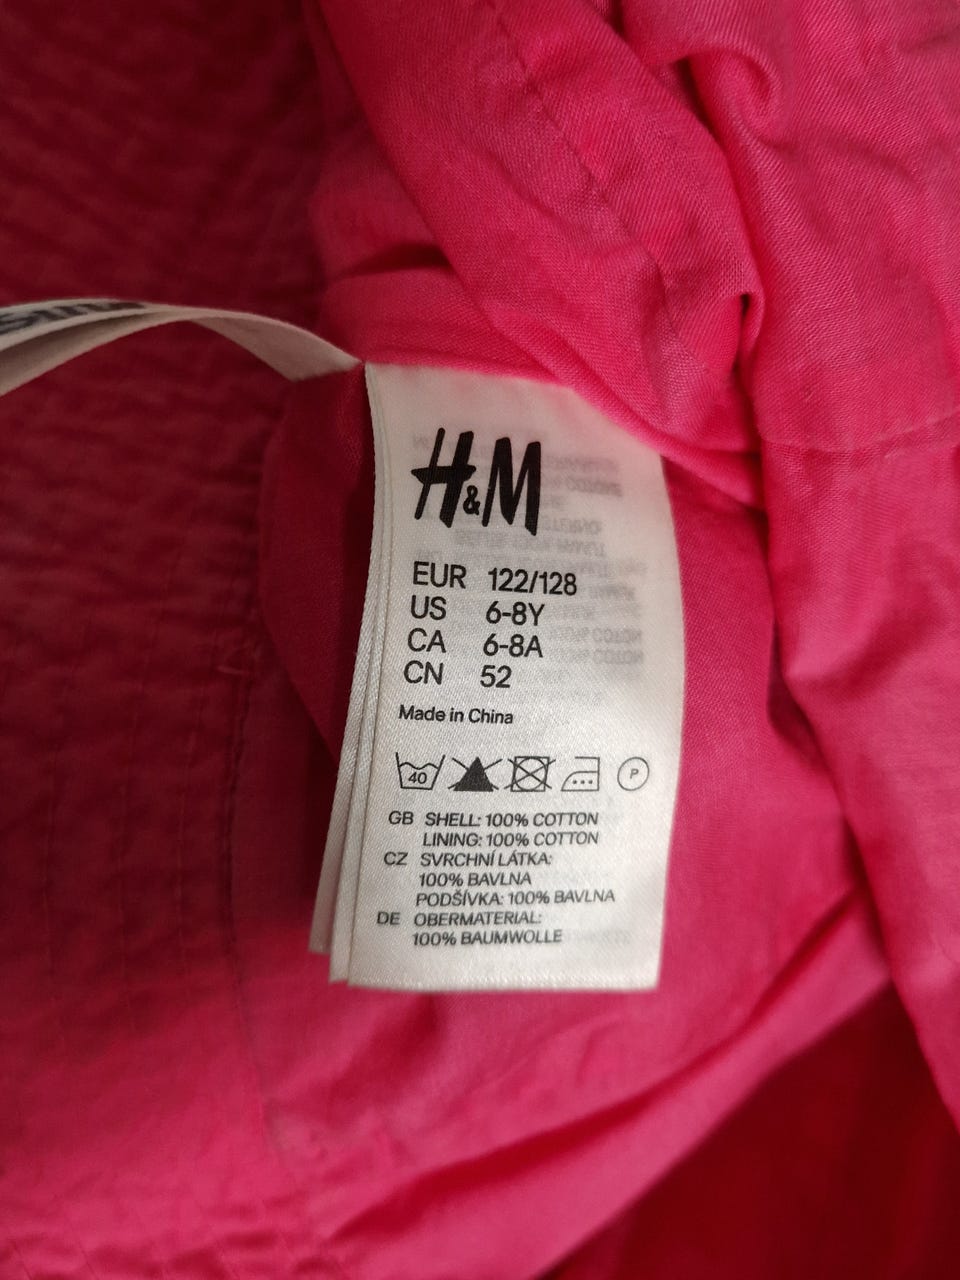 H&M
EUR 122/128
US 6-8Y
CA 6-8A
CN 52
Made in China
40
P
GB SHELL: 100% COTTON
LINING: 100% COTTON
CZ SVRCHNÍ LÁTKA:
100% BAVLNA
PODŠÍVKA: 100% BAVLNA
DE OBERMATERIAL:
100% BAUMWOLLE